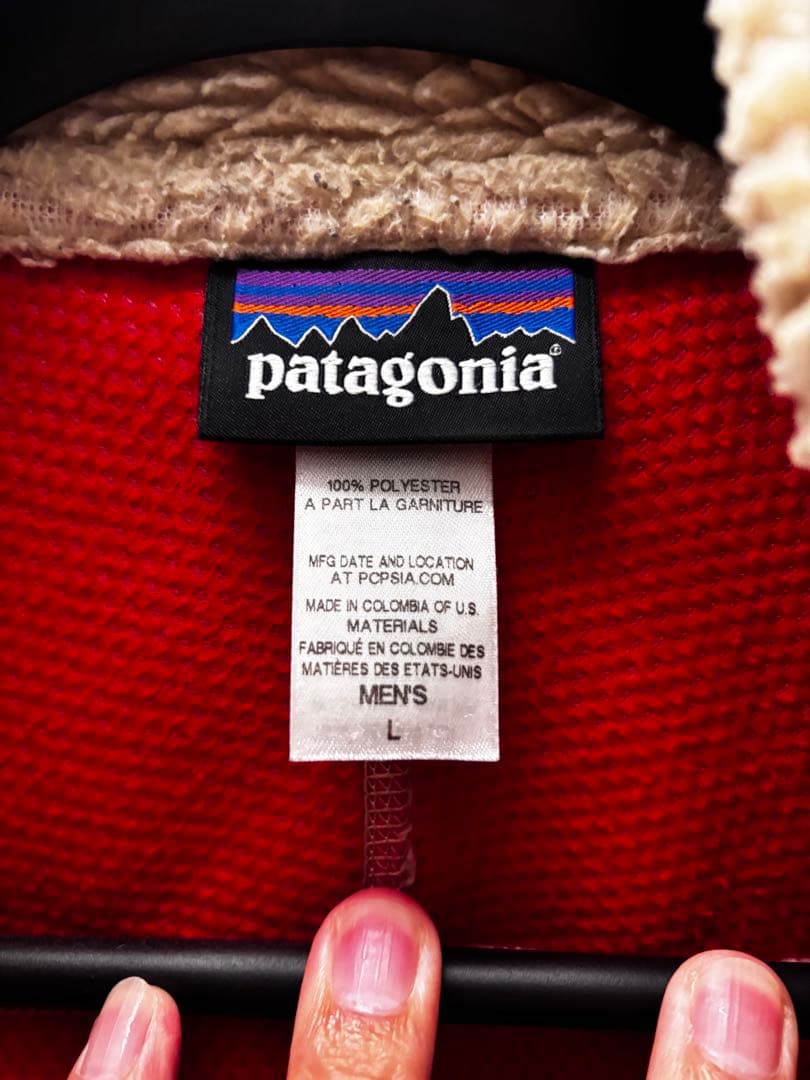 patagonia®
100% POLYESTER
A PART LA GARNITURE
MFG DATE AND LOCATION
AT PCPSIA.COM
MADE IN COLOMBIA OF U.S.
MATERIALS
FABRIQUÉ EN COLOMBIE DES
MATIÈRES DES ETATS-UNIS
MEN'S
L